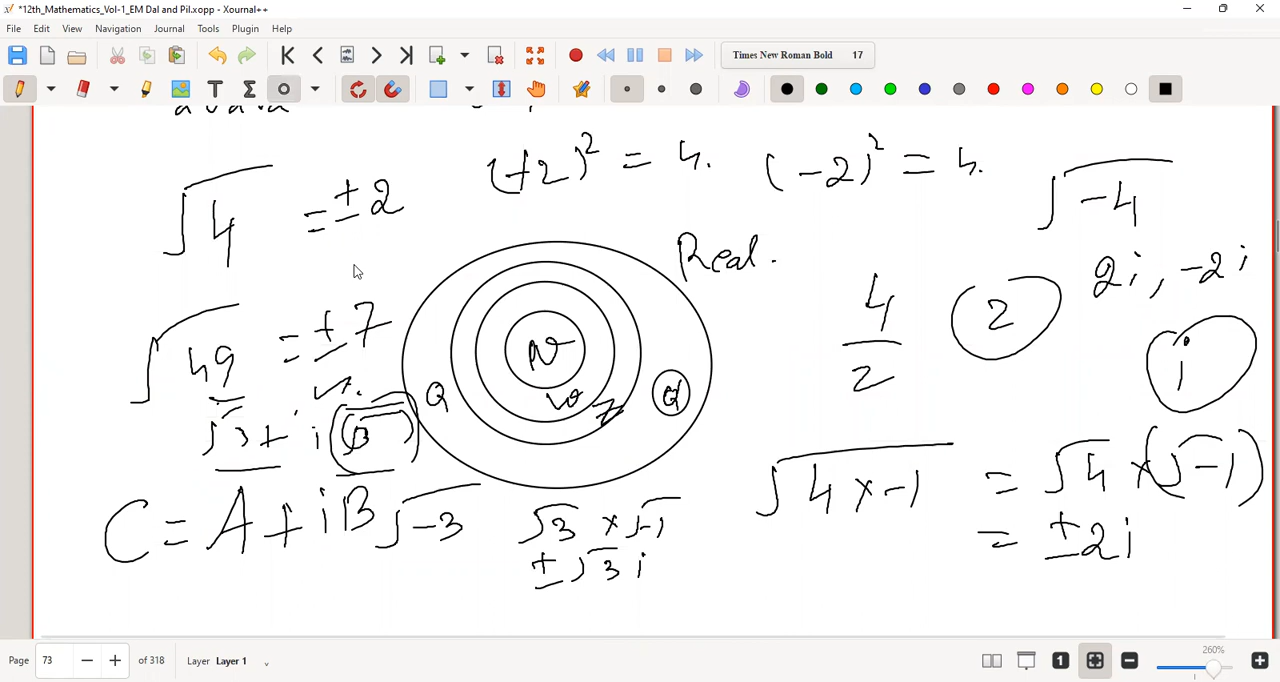 *12th_Mathematics_Vol-1_EM Dal and Pil.xopp - Xournal++
File Edit View Navigation Journal Tools Plugin Help
Times New Roman Bold 17
√4 = ±2
(+2)² = 4.
(-2)² = 4.
√-4
2i, -2i
Real.
4/2
2
i
√49 = ±7
N
W
Z
Q
Q'
√3 + i
C = A + iB
√-3
√3 × √-1
±√3 i
√4 × -1 = √4 × (√-1)
= ±2i
Page 73 of 318 Layer Layer 1
1
260%